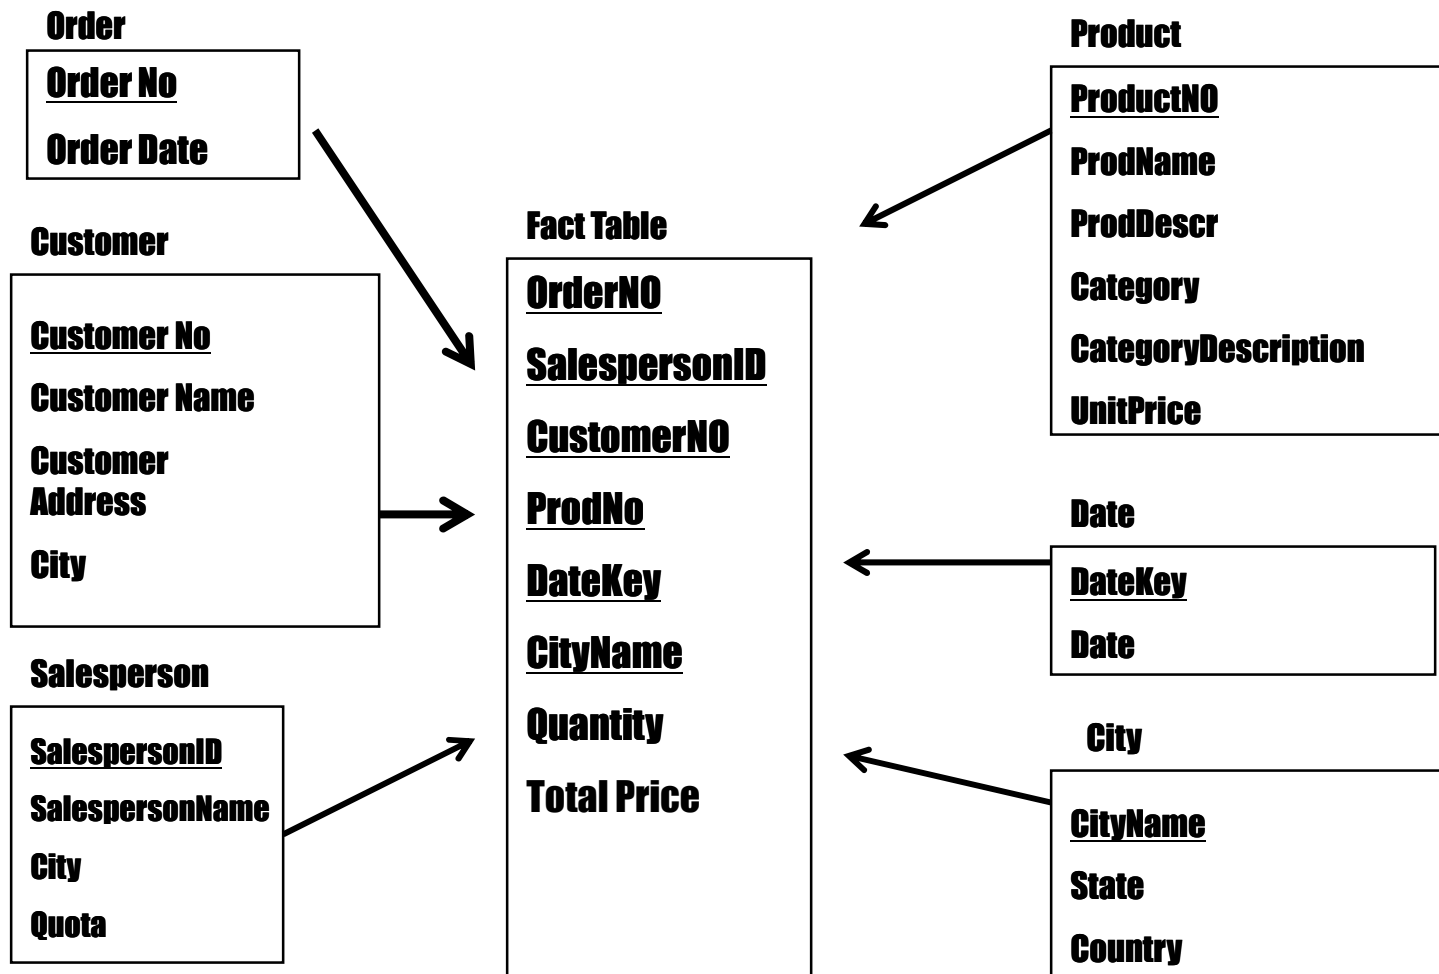 Order
Order No
Order Date
Customer
Customer No
Customer Name
Customer
Address
City
Salesperson
SalespersonID
SalespersonName
City
Quota
Fact Table
OrderNO
SalespersonID
CustomerNO
ProdNo
DateKey
CityName
Quantity
Total Price
Product
ProductNO
ProdName
ProdDescr
Category
CategoryDescription
UnitPrice
Date
DateKey
Date
City
CityName
State
Country